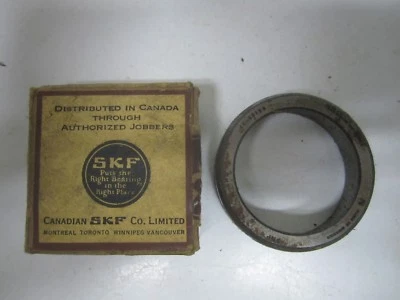 DISTRIBUTED IN CANADA
THROUGH
AUTHORIZED JOBBERS
SKF
Puts the
Right Bearing
in the
Right Place
CANADIAN SKF CO. LIMITED
MONTREAL TORONTO WINNIPEG VANCOUVER